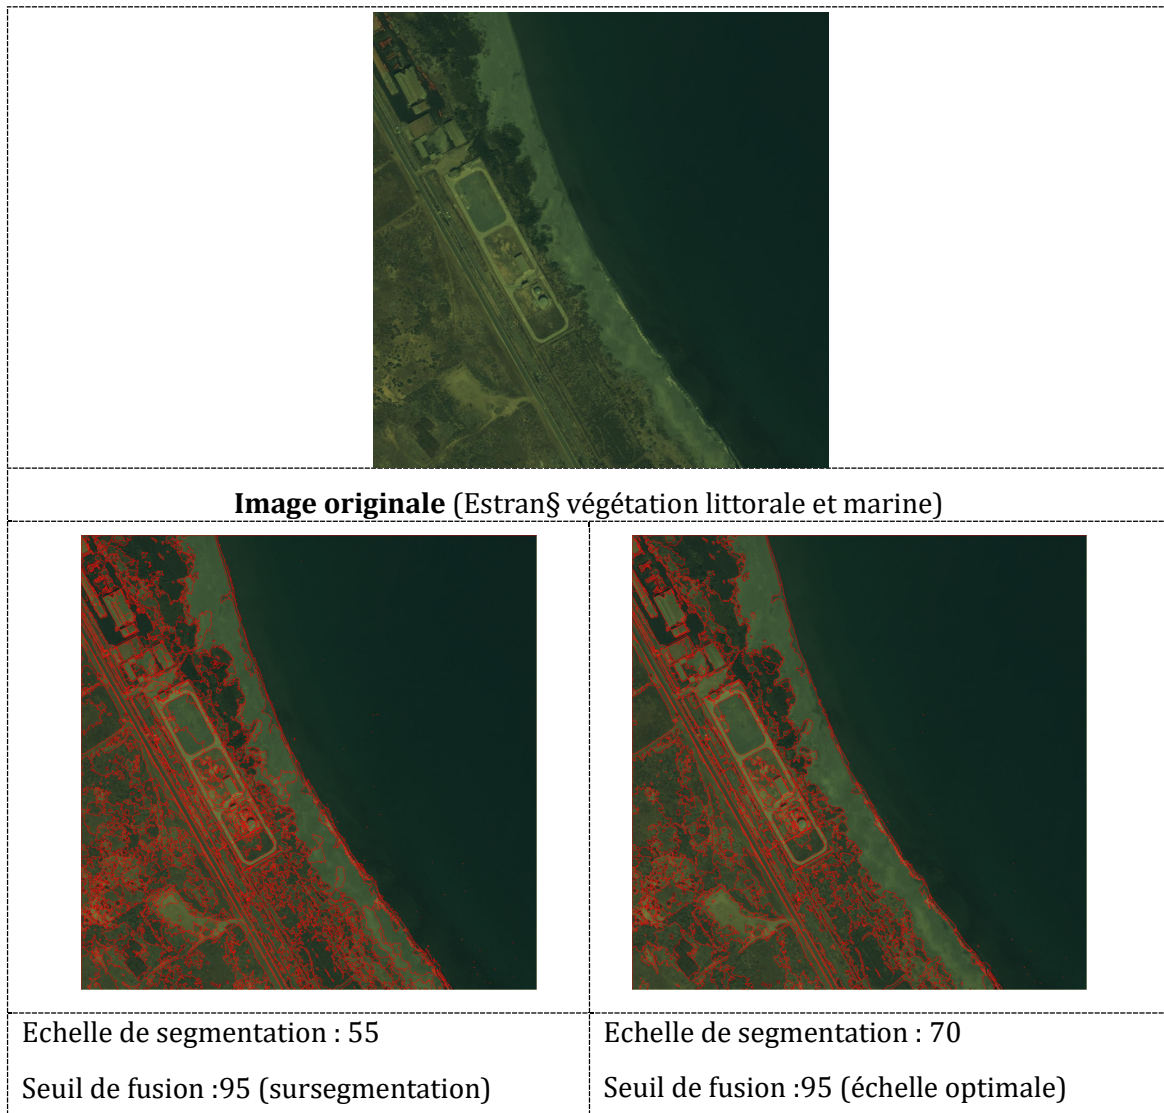 Image originale (Estran§ végétation littorale et marine)
Echelle de segmentation : 55
Seuil de fusion :95 (sursegmentation)
Echelle de segmentation : 70
Seuil de fusion :95 (échelle optimale)